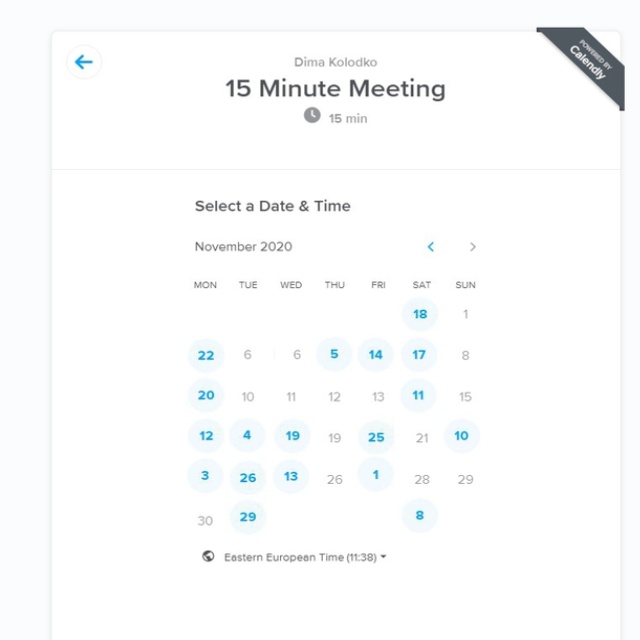 POWERED BY
Calendly
Dima Kolodko
15 Minute Meeting
15 min
Select a Date & Time
November 2020
MON TUE WED THU FRI SAT SUN
18 1
22 6 6 5 14 17 8
20 10 11 12 13 11 15
12 4 19 19 25 21 10
3 26 13 26 1 28 29
30 29 8
Eastern European Time (11:38)